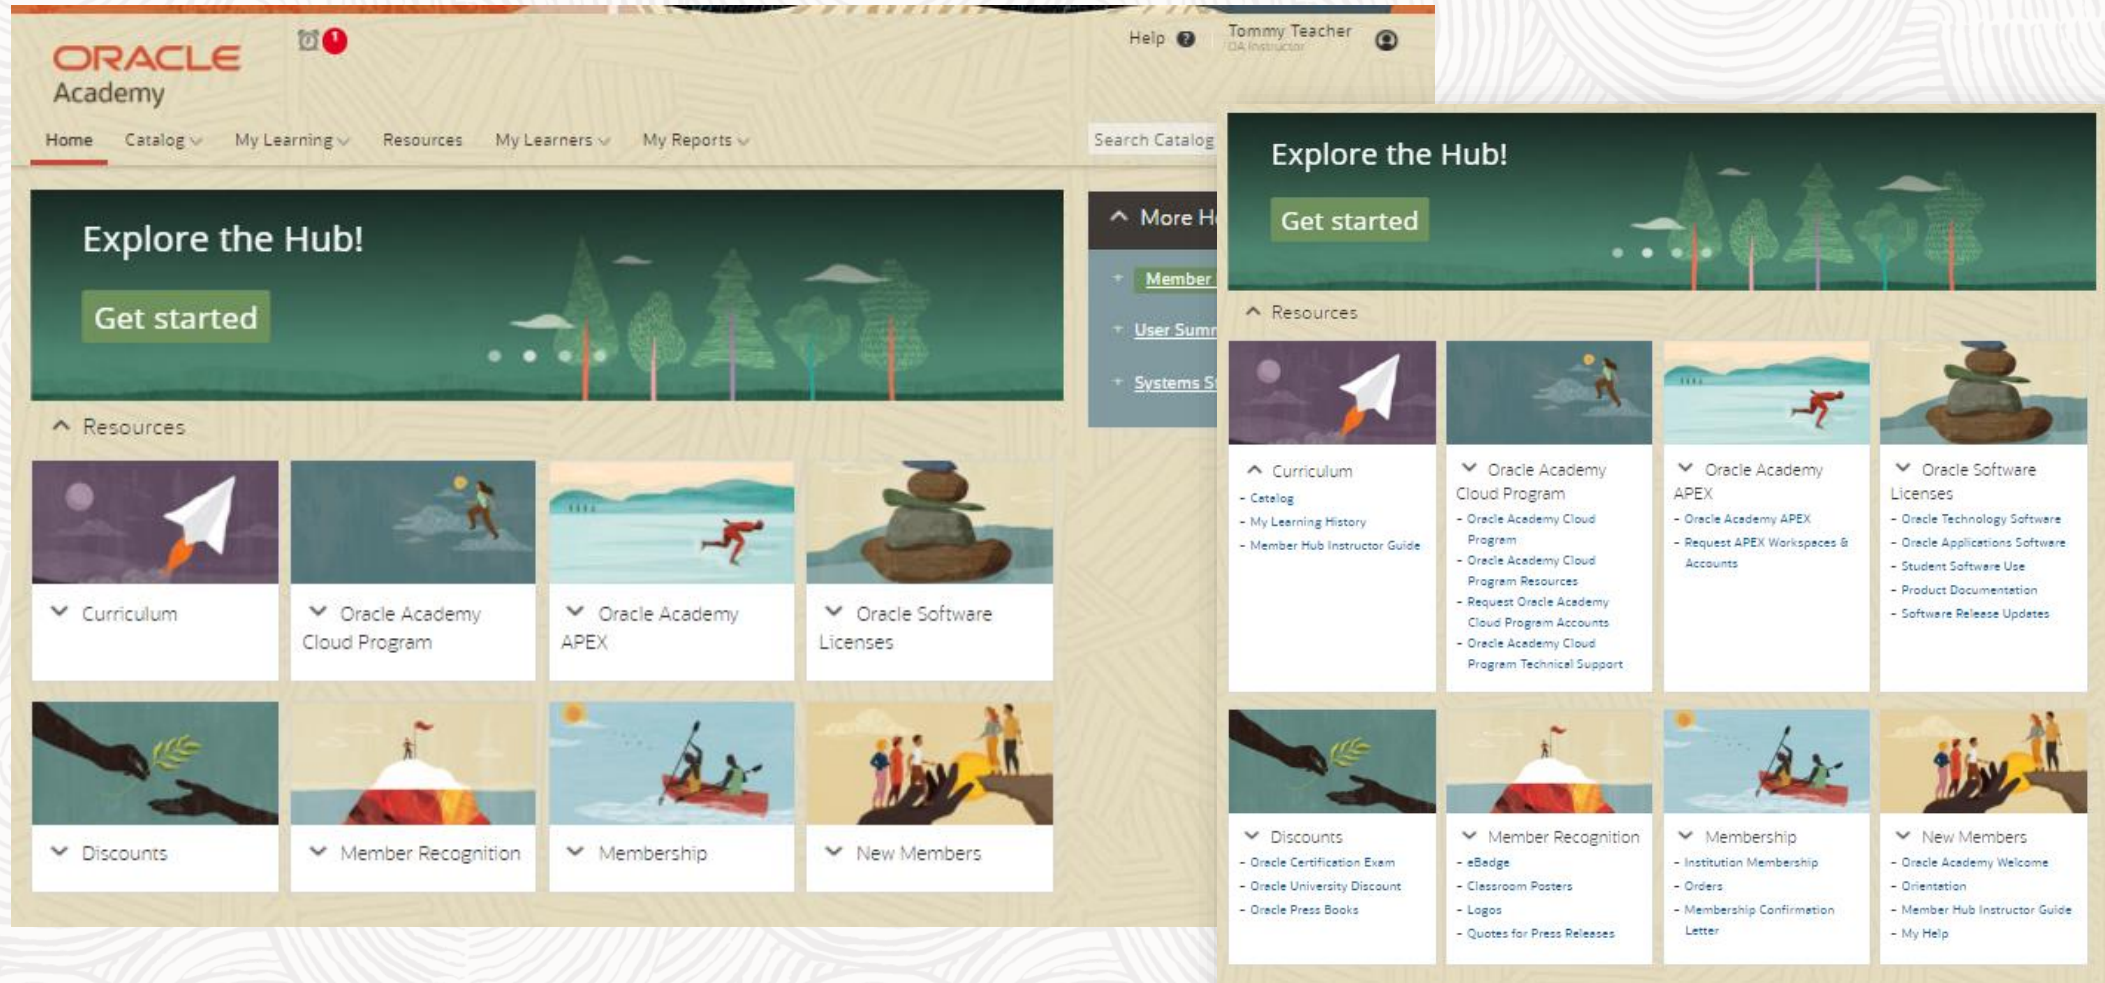 ORACLE
Academy
1
Help ?
Tommy Teacher
OA Instructor
Home Catalog My Learning Resources My Learners My Reports
Search Catalog
Explore the Hub!
Get started
More
Member
User
Systems
Resources
Curriculum
Oracle Academy
Cloud Program
Oracle Academy
APEX
Oracle Software
Licenses
Discounts
Member Recognition
Membership
New Members
Explore the Hub!
Get started
Resources
Curriculum
- Catalog
- My Learning History
- Member Hub Instructor Guide
Oracle Academy
Cloud Program
- Oracle Academy Cloud
Program
- Oracle Academy Cloud
Program Resources
- Request Oracle Academy
Cloud Program Accounts
- Oracle Academy Cloud
Program Technical Support
Oracle Academy
APEX
- Oracle Academy APEX
- Request APEX Workspaces &
Accounts
Oracle Software
Licenses
- Oracle Technology Software
- Oracle Applications Software
- Student Software Use
- Product Documentation
- Software Release Updates
Discounts
- Oracle Certification Exam
- Oracle University Discount
- Oracle Press Books
Member Recognition
- eBadge
- Classroom Posters
- Logos
- Quotes for Press Releases
Membership
- Institution Membership
- Orders
- Membership Confirmation
Letter
New Members
- Oracle Academy Welcome
- Orientation
- Member Hub Instructor Guide
- My Help